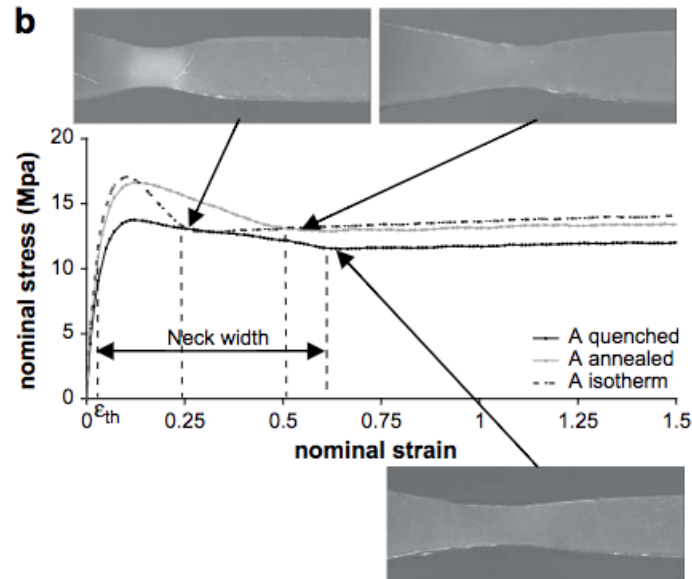 b
20
15
10
5
0
nominal stress (Mpa)
Neck width
A quenched
A annealed
A isotherm
0 εth 0.25 0.5 0.75 1 1.25 1.5
nominal strain